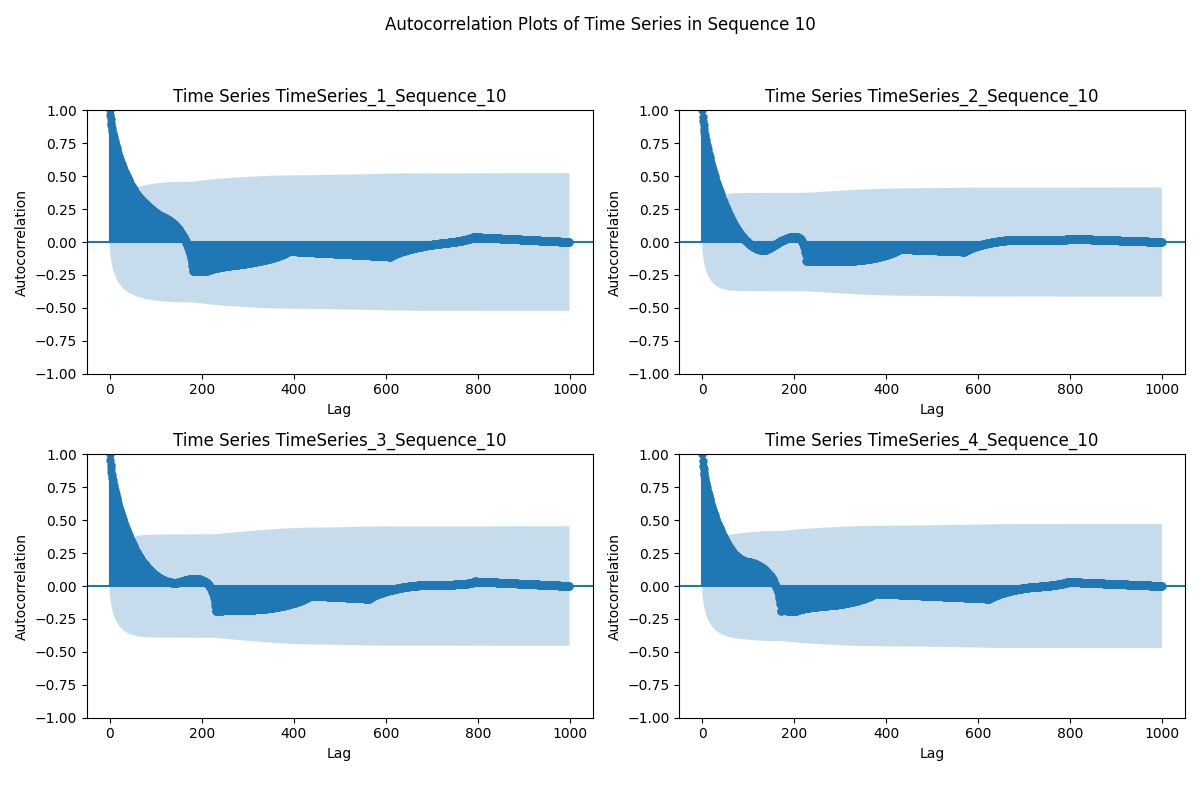 Autocorrelation Plots of Time Series in Sequence 10
Time Series TimeSeries_1_Sequence_10
1.00
0.75
0.50
0.25
0.00
−0.25
−0.50
−0.75
−1.00
Autocorrelation
0 200 400 600 800 1000
Lag
Time Series TimeSeries_2_Sequence_10
1.00
0.75
0.50
0.25
0.00
−0.25
−0.50
−0.75
−1.00
Autocorrelation
0 200 400 600 800 1000
Lag
Time Series TimeSeries_3_Sequence_10
1.00
0.75
0.50
0.25
0.00
−0.25
−0.50
−0.75
−1.00
Autocorrelation
0 200 400 600 800 1000
Lag
Time Series TimeSeries_4_Sequence_10
1.00
0.75
0.50
0.25
0.00
−0.25
−0.50
−0.75
−1.00
Autocorrelation
0 200 400 600 800 1000
Lag